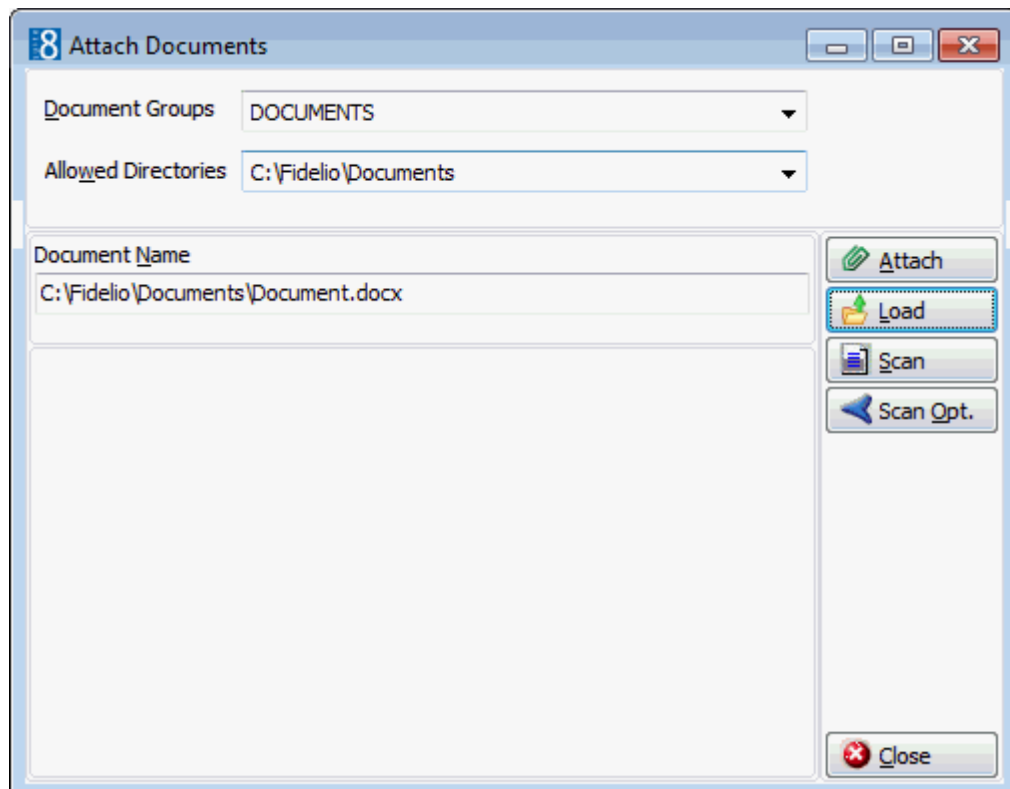 8 Attach Documents
Document Groups DOCUMENTS
Allowed Directories C:\Fidelio\Documents
Document Name
C:\Fidelio\Documents\Document.docx
Attach
Load
Scan
Scan Opt.
Close